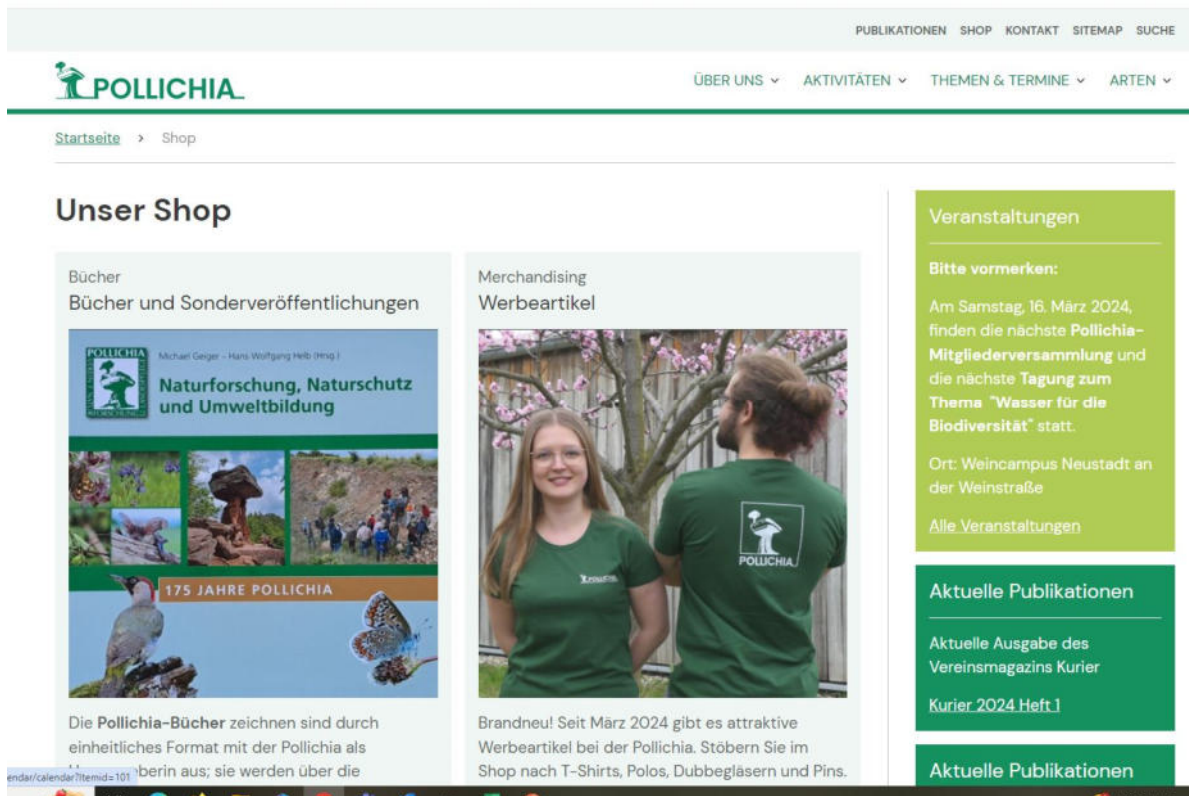 PUBLIKATIONEN SHOP KONTAKT SITEMAP SUCHE
POLLICHIA
ÜBER UNS AKTIVITÄTEN THEMEN & TERMINE ARTEN
Startseite > Shop
Unser Shop
Bücher
Bücher und Sonderveröffentlichungen
POLLICHIA
Michael Geiger - Hans Wolfgang Helb (Hrsg.)
Naturforschung, Naturschutz
und Umweltbildung
175 JAHRE POLLICHIA
Die Pollichia-Bücher zeichnen sind durch
einheitliches Format mit der Pollichia als
berin aus; sie werden über die
Merchandising
Werbeartikel
POLLICHIA
POLLICHIA
Brandneu! Seit März 2024 gibt es attraktive
Werbeartikel bei der Pollichia. Stöbern Sie im
Shop nach T-Shirts, Polos, Dubbegläsern und Pins.
Veranstaltungen
Bitte vormerken:
Am Samstag, 16. März 2024,
finden die nächste Pollichia-
Mitgliederversammlung und
die nächste Tagung zum
Thema "Wasser für die
Biodiversität" statt.
Ort: Weincampus Neustadt an
der Weinstraße
Alle Veranstaltungen
Aktuelle Publikationen
Aktuelle Ausgabe des
Vereinsmagazins Kurier
Kurier 2024 Heft 1
Aktuelle Publikationen
endar/calendar?Itemid=101